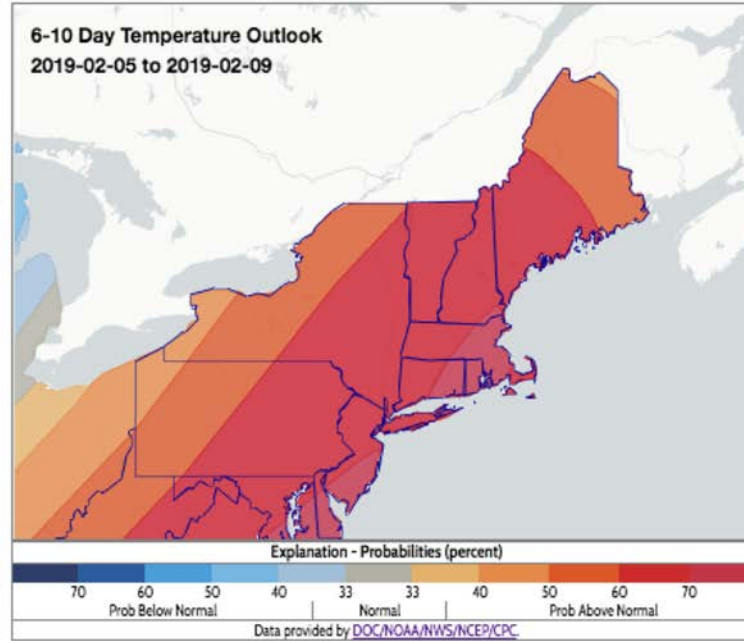 6-10 Day Temperature Outlook
2019-02-05 to 2019-02-09
Explanation - Probabilities (percent)
70 60 50 40 33 33 40 50 60 70
Prob Below Normal | Normal | Prob Above Normal
Data provided by DOC/NOAA/NWS/NCEP/CPC.